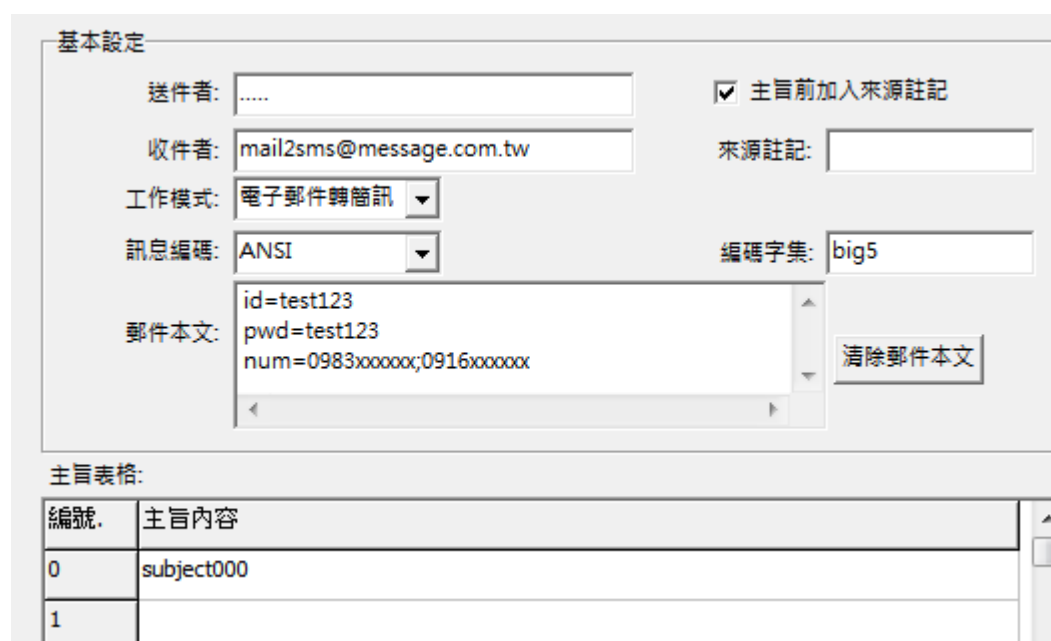 基本設定
送件者: .....
主旨前加入來源註記
收件者: mail2sms@message.com.tw
來源註記:
工作模式: 電子郵件轉簡訊
訊息編碼: ANSI
編碼字集: big5
郵件本文:
id=test123
pwd=test123
num=0983xxxxxx;0916xxxxxx
清除郵件本文
主旨表格:
編號. 主旨內容
0 subject000
1